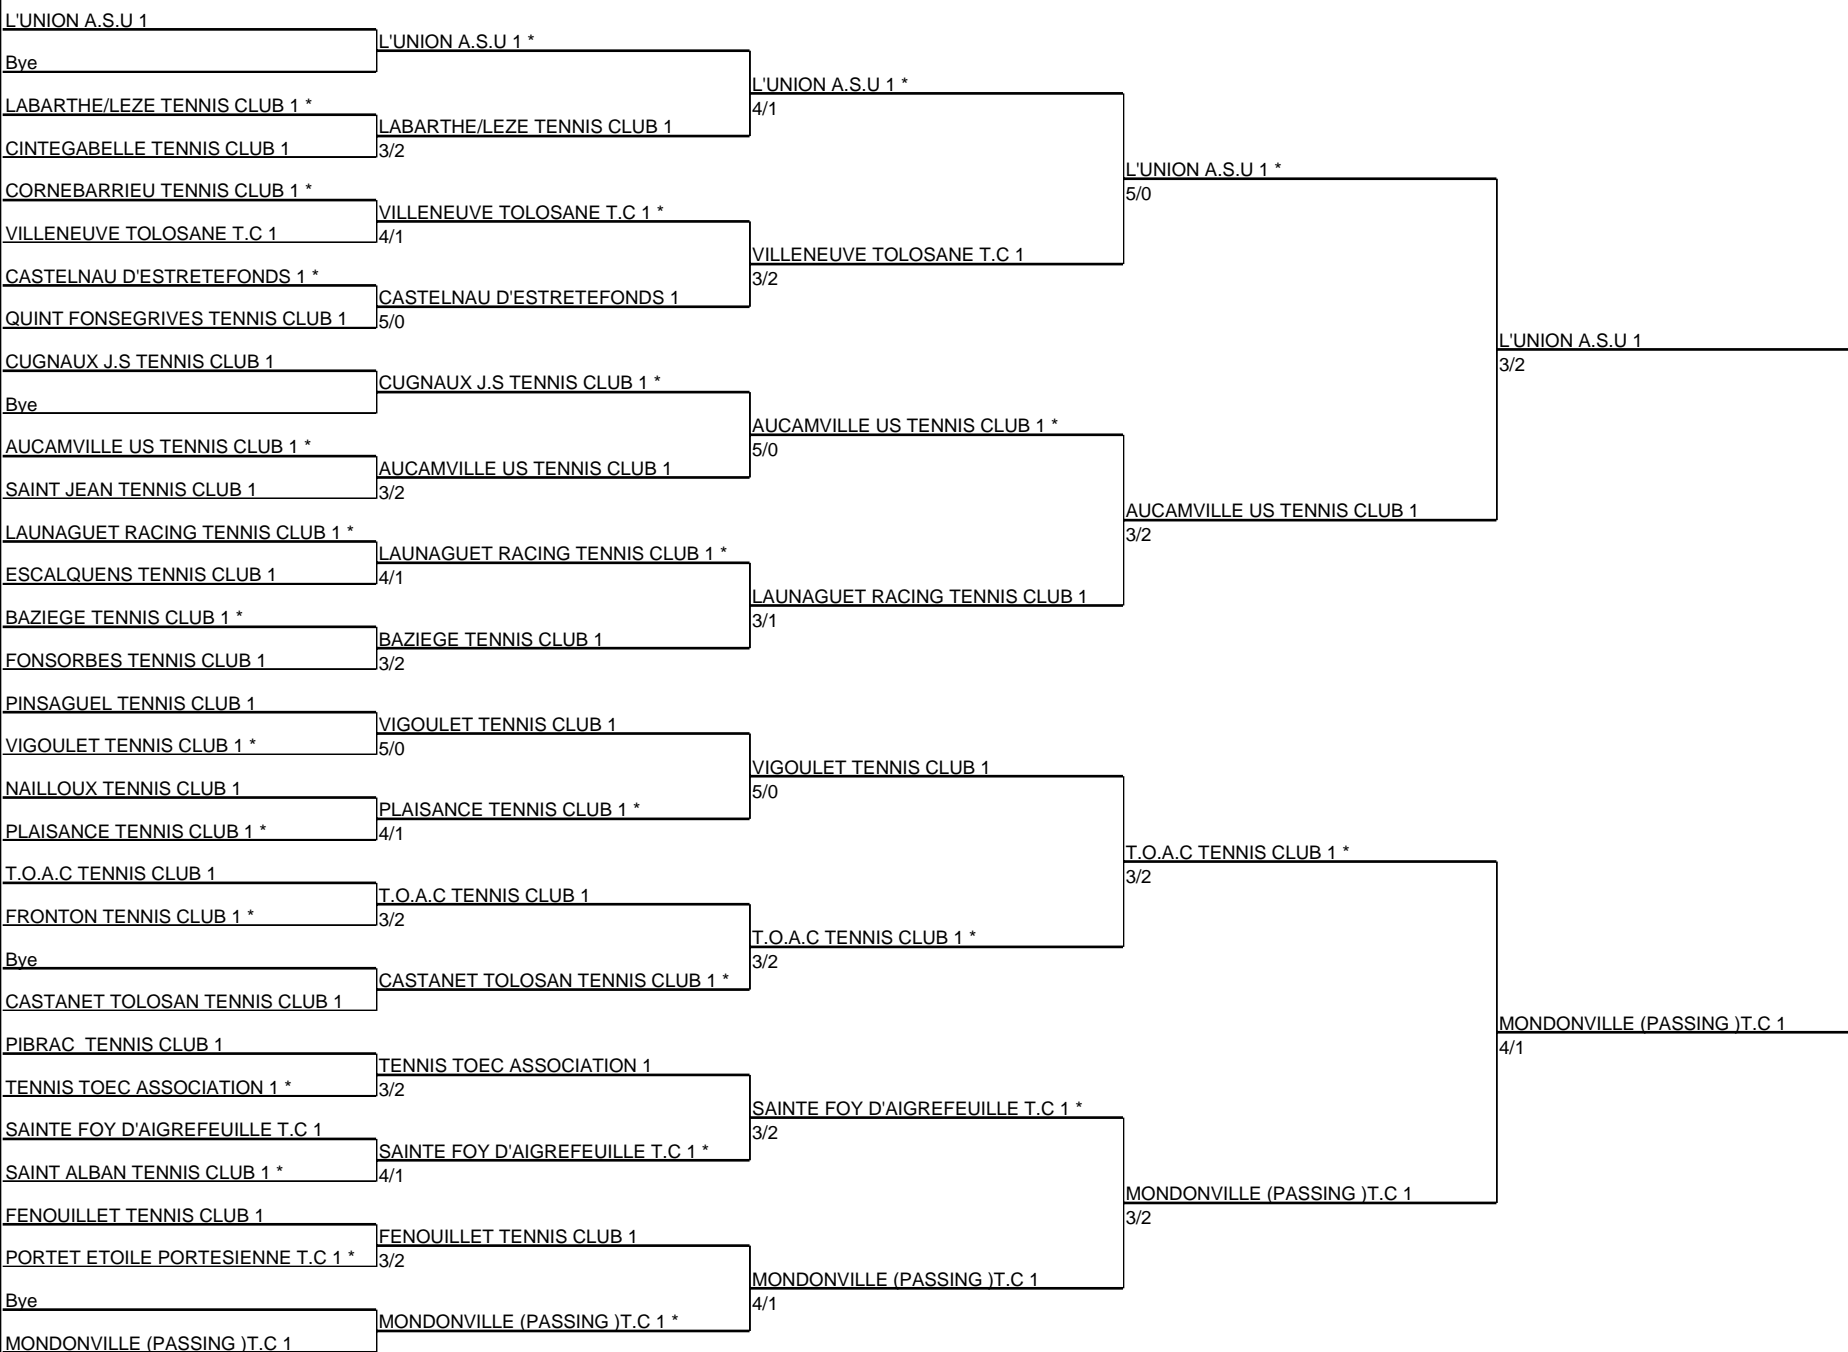 L'UNION A.S.U 1
Bye
LABARTHE/LEZE TENNIS CLUB 1 *
CINTEGABELLE TENNIS CLUB 1
CORNEBARRIEU TENNIS CLUB 1 *
VILLENEUVE TOLOSANE T.C 1
CASTELNAU D'ESTRETEFONDS 1 *
QUINT FONSEGRIVES TENNIS CLUB 1
CUGNAUX J.S TENNIS CLUB 1
Bye
AUCAMVILLE US TENNIS CLUB 1 *
SAINT JEAN TENNIS CLUB 1
LAUNAGUET RACING TENNIS CLUB 1 *
ESCALQUENS TENNIS CLUB 1
BAZIEGE TENNIS CLUB 1 *
FONSORBES TENNIS CLUB 1
PINSAGUEL TENNIS CLUB 1
VIGOULET TENNIS CLUB 1 *
NAILLOUX TENNIS CLUB 1
PLAISANCE TENNIS CLUB 1 *
T.O.A.C TENNIS CLUB 1
FRONTON TENNIS CLUB 1 *
Bye
CASTANET TOLOSAN TENNIS CLUB 1
PIBRAC TENNIS CLUB 1
TENNIS TOEC ASSOCIATION 1 *
SAINTE FOY D'AIGREFEUILLE T.C 1
SAINT ALBAN TENNIS CLUB 1 *
FENOUILLET TENNIS CLUB 1
PORTET ETOILE PORTESIENNE T.C 1 *
Bye
MONDONVILLE (PASSING )T.C 1
L'UNION A.S.U 1 *
LABARTHE/LEZE TENNIS CLUB 1
3/2
VILLENEUVE TOLOSANE T.C 1 *
4/1
CASTELNAU D'ESTRETEFONDS 1
5/0
CUGNAUX J.S TENNIS CLUB 1 *
AUCAMVILLE US TENNIS CLUB 1
3/2
LAUNAGUET RACING TENNIS CLUB 1 *
4/1
BAZIEGE TENNIS CLUB 1
3/2
VIGOULET TENNIS CLUB 1
5/0
PLAISANCE TENNIS CLUB 1 *
4/1
T.O.A.C TENNIS CLUB 1
3/2
CASTANET TOLOSAN TENNIS CLUB 1 *
TENNIS TOEC ASSOCIATION 1
3/2
SAINTE FOY D'AIGREFEUILLE T.C 1 *
4/1
FENOUILLET TENNIS CLUB 1
3/2
MONDONVILLE (PASSING )T.C 1 *
L'UNION A.S.U 1 *
4/1
VILLENEUVE TOLOSANE T.C 1
3/2
AUCAMVILLE US TENNIS CLUB 1 *
5/0
LAUNAGUET RACING TENNIS CLUB 1
3/1
VIGOULET TENNIS CLUB 1
5/0
T.O.A.C TENNIS CLUB 1 *
3/2
SAINTE FOY D'AIGREFEUILLE T.C 1 *
3/2
MONDONVILLE (PASSING )T.C 1
4/1
L'UNION A.S.U 1 *
5/0
AUCAMVILLE US TENNIS CLUB 1
3/2
T.O.A.C TENNIS CLUB 1 *
3/2
MONDONVILLE (PASSING )T.C 1
3/2
L'UNION A.S.U 1
3/2
MONDONVILLE (PASSING )T.C 1
4/1